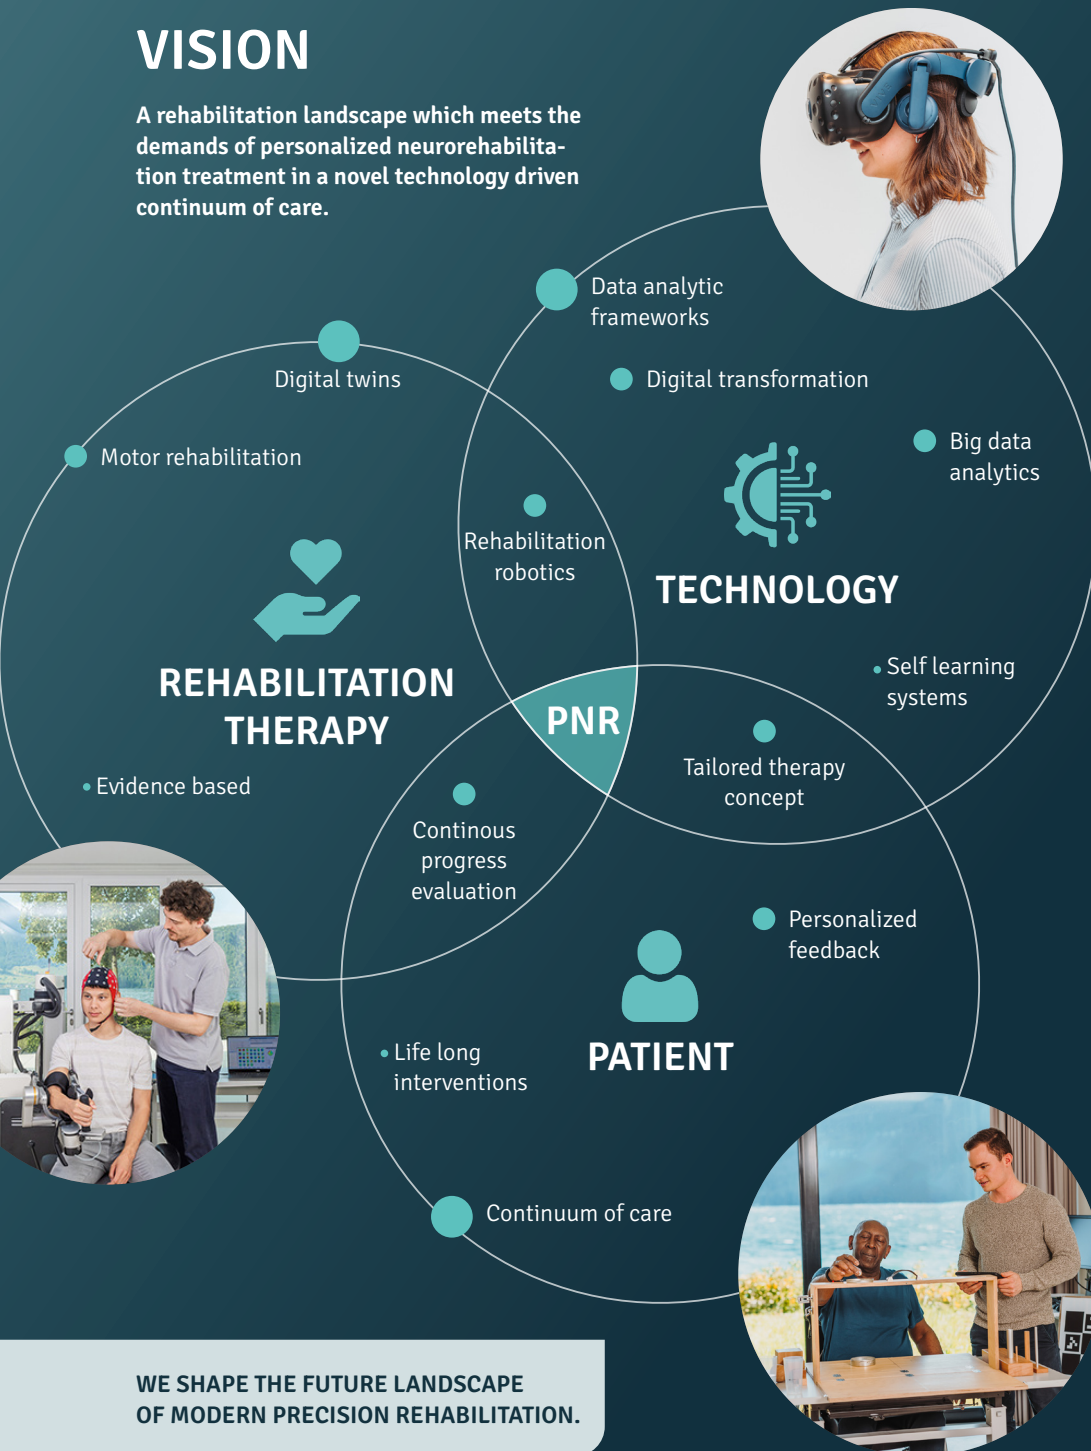 VISION
A rehabilitation landscape which meets the
demands of personalized neurorehabilita-
tion treatment in a novel technology driven
continuum of care.
Data analytic
frameworks
Digital twins
Digital transformation
Big data
analytics
Motor rehabilitation
Rehabilitation
robotics
TECHNOLOGY
REHABILITATION
THERAPY
Self learning
systems
PNR
Tailored therapy
concept
Evidence based
Continous
progress
evaluation
Personalized
feedback
PATIENT
Life long
interventions
Continuum of care
WE SHAPE THE FUTURE LANDSCAPE
OF MODERN PRECISION REHABILITATION.